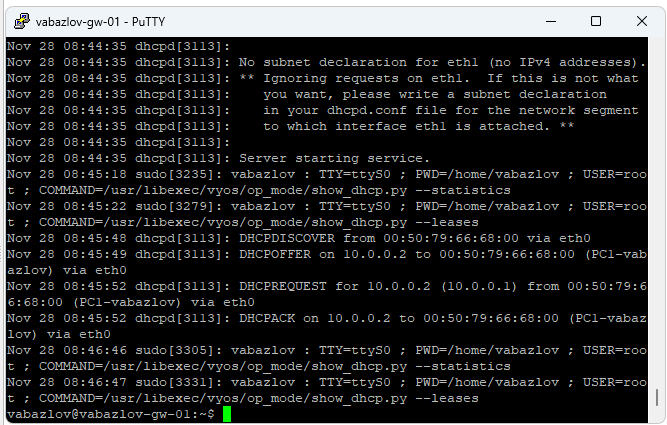 vabazlov-gw-01 - PuTTY
Nov 28 08:44:35 dhcpd[3113]:
Nov 28 08:44:35 dhcpd[3113]: No subnet declaration for eth1 (no IPv4 addresses).
Nov 28 08:44:35 dhcpd[3113]: ** Ignoring requests on eth1.  If this is not what
Nov 28 08:44:35 dhcpd[3113]:    you want, please write a subnet declaration
Nov 28 08:44:35 dhcpd[3113]:    in your dhcpd.conf file for the network segment
Nov 28 08:44:35 dhcpd[3113]:    to which interface eth1 is attached. **
Nov 28 08:44:35 dhcpd[3113]:
Nov 28 08:44:35 dhcpd[3113]: Server starting service.
Nov 28 08:45:18 sudo[3235]: vabazlov : TTY=ttyS0 ; PWD=/home/vabazlov ; USER=roo
t ; COMMAND=/usr/libexec/vyos/op_mode/show_dhcp.py --statistics
Nov 28 08:45:22 sudo[3279]: vabazlov : TTY=ttyS0 ; PWD=/home/vabazlov ; USER=roo
t ; COMMAND=/usr/libexec/vyos/op_mode/show_dhcp.py --leases
Nov 28 08:45:48 dhcpd[3113]: DHCPDISCOVER from 00:50:79:66:68:00 via eth0
Nov 28 08:45:49 dhcpd[3113]: DHCPOFFER on 10.0.0.2 to 00:50:79:66:68:00 (PC1-vab
azlov) via eth0
Nov 28 08:45:52 dhcpd[3113]: DHCPREQUEST for 10.0.0.2 (10.0.0.1) from 00:50:79:6
6:68:00 (PC1-vabazlov) via eth0
Nov 28 08:45:52 dhcpd[3113]: DHCPACK on 10.0.0.2 to 00:50:79:66:68:00 (PC1-vabaz
lov) via eth0
Nov 28 08:46:46 sudo[3305]: vabazlov : TTY=ttyS0 ; PWD=/home/vabazlov ; USER=roo
t ; COMMAND=/usr/libexec/vyos/op_mode/show_dhcp.py --statistics
Nov 28 08:46:47 sudo[3331]: vabazlov : TTY=ttyS0 ; PWD=/home/vabazlov ; USER=roo
t ; COMMAND=/usr/libexec/vyos/op_mode/show_dhcp.py --leases
vabazlov@vabazlov-gw-01:~$